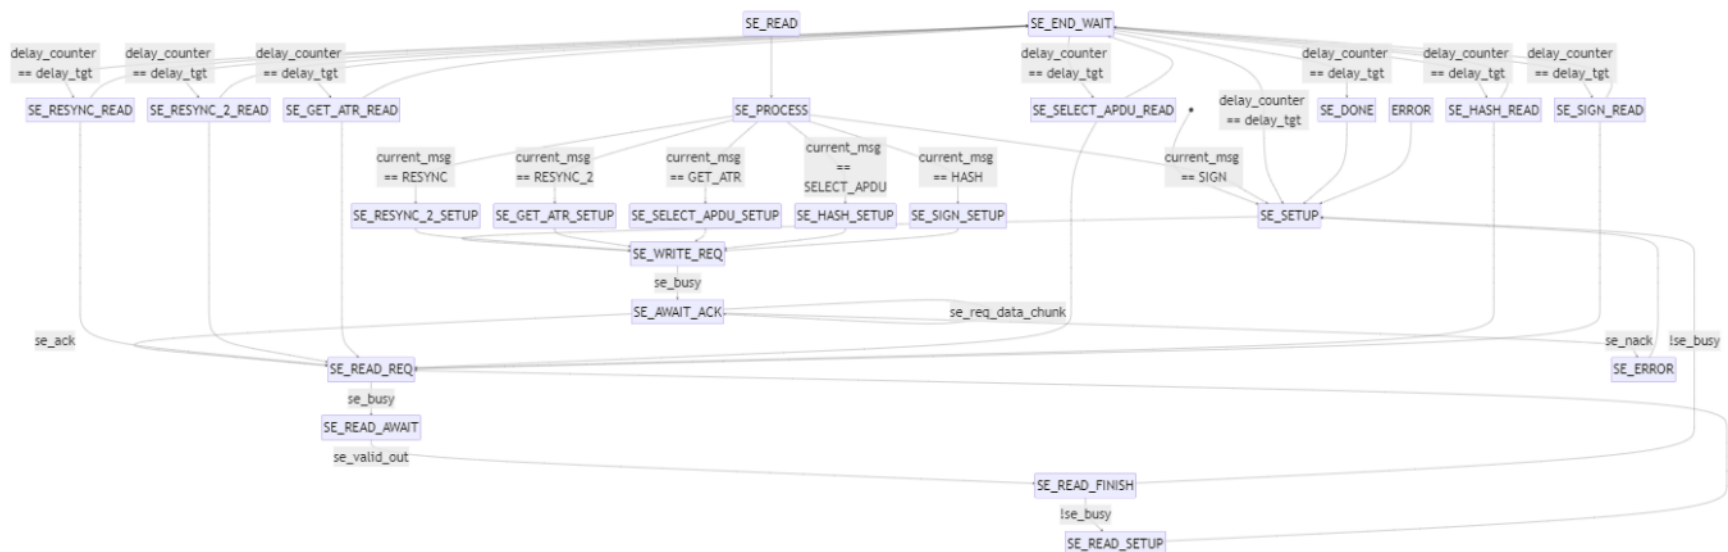 SE_READ
SE_END_WAIT
delay_counter
== delay_tgt
delay_counter
== delay_tgt
delay_counter
== delay_tgt
delay_counter
== delay_tgt
delay_counter
== delay_tgt
delay_counter
== delay_tgt
delay_counter
== delay_tgt
SE_RESYNC_READ
SE_RESYNC_2_READ
SE_GET_ATR_READ
SE_PROCESS
SE_SELECT_APDU_READ
delay_counter
== delay_tgt
SE_DONE
ERROR
SE_HASH_READ
SE_SIGN_READ
current_msg
== RESYNC
current_msg
== RESYNC_2
current_msg
== GET_ATR
current_msg
==
SELECT_APDU
current_msg
== HASH
current_msg
== SIGN
SE_RESYNC_2_SETUP
SE_GET_ATR_SETUP
SE_SELECT_APDU_SETUP
SE_HASH_SETUP
SE_SIGN_SETUP
SE_SETUP
SE_WRITE_REQ
se_busy
SE_AWAIT_ACK
se_req_data_chunk
se_ack
se_nack
!se_busy
SE_READ_REQ
SE_ERROR
se_busy
SE_READ_AWAIT
se_valid_out
SE_READ_FINISH
!se_busy
SE_READ_SETUP